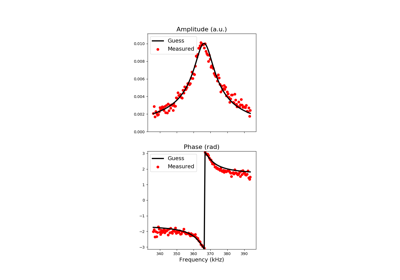 Amplitude (a.u.)
0.010
0.008
0.006
0.004
0.002
0.000
Guess
Measured
Phase (rad)
3
2
1
0
−1
−2
−3
Guess
Measured
340 350 360 370 380 390
Frequency (kHz)